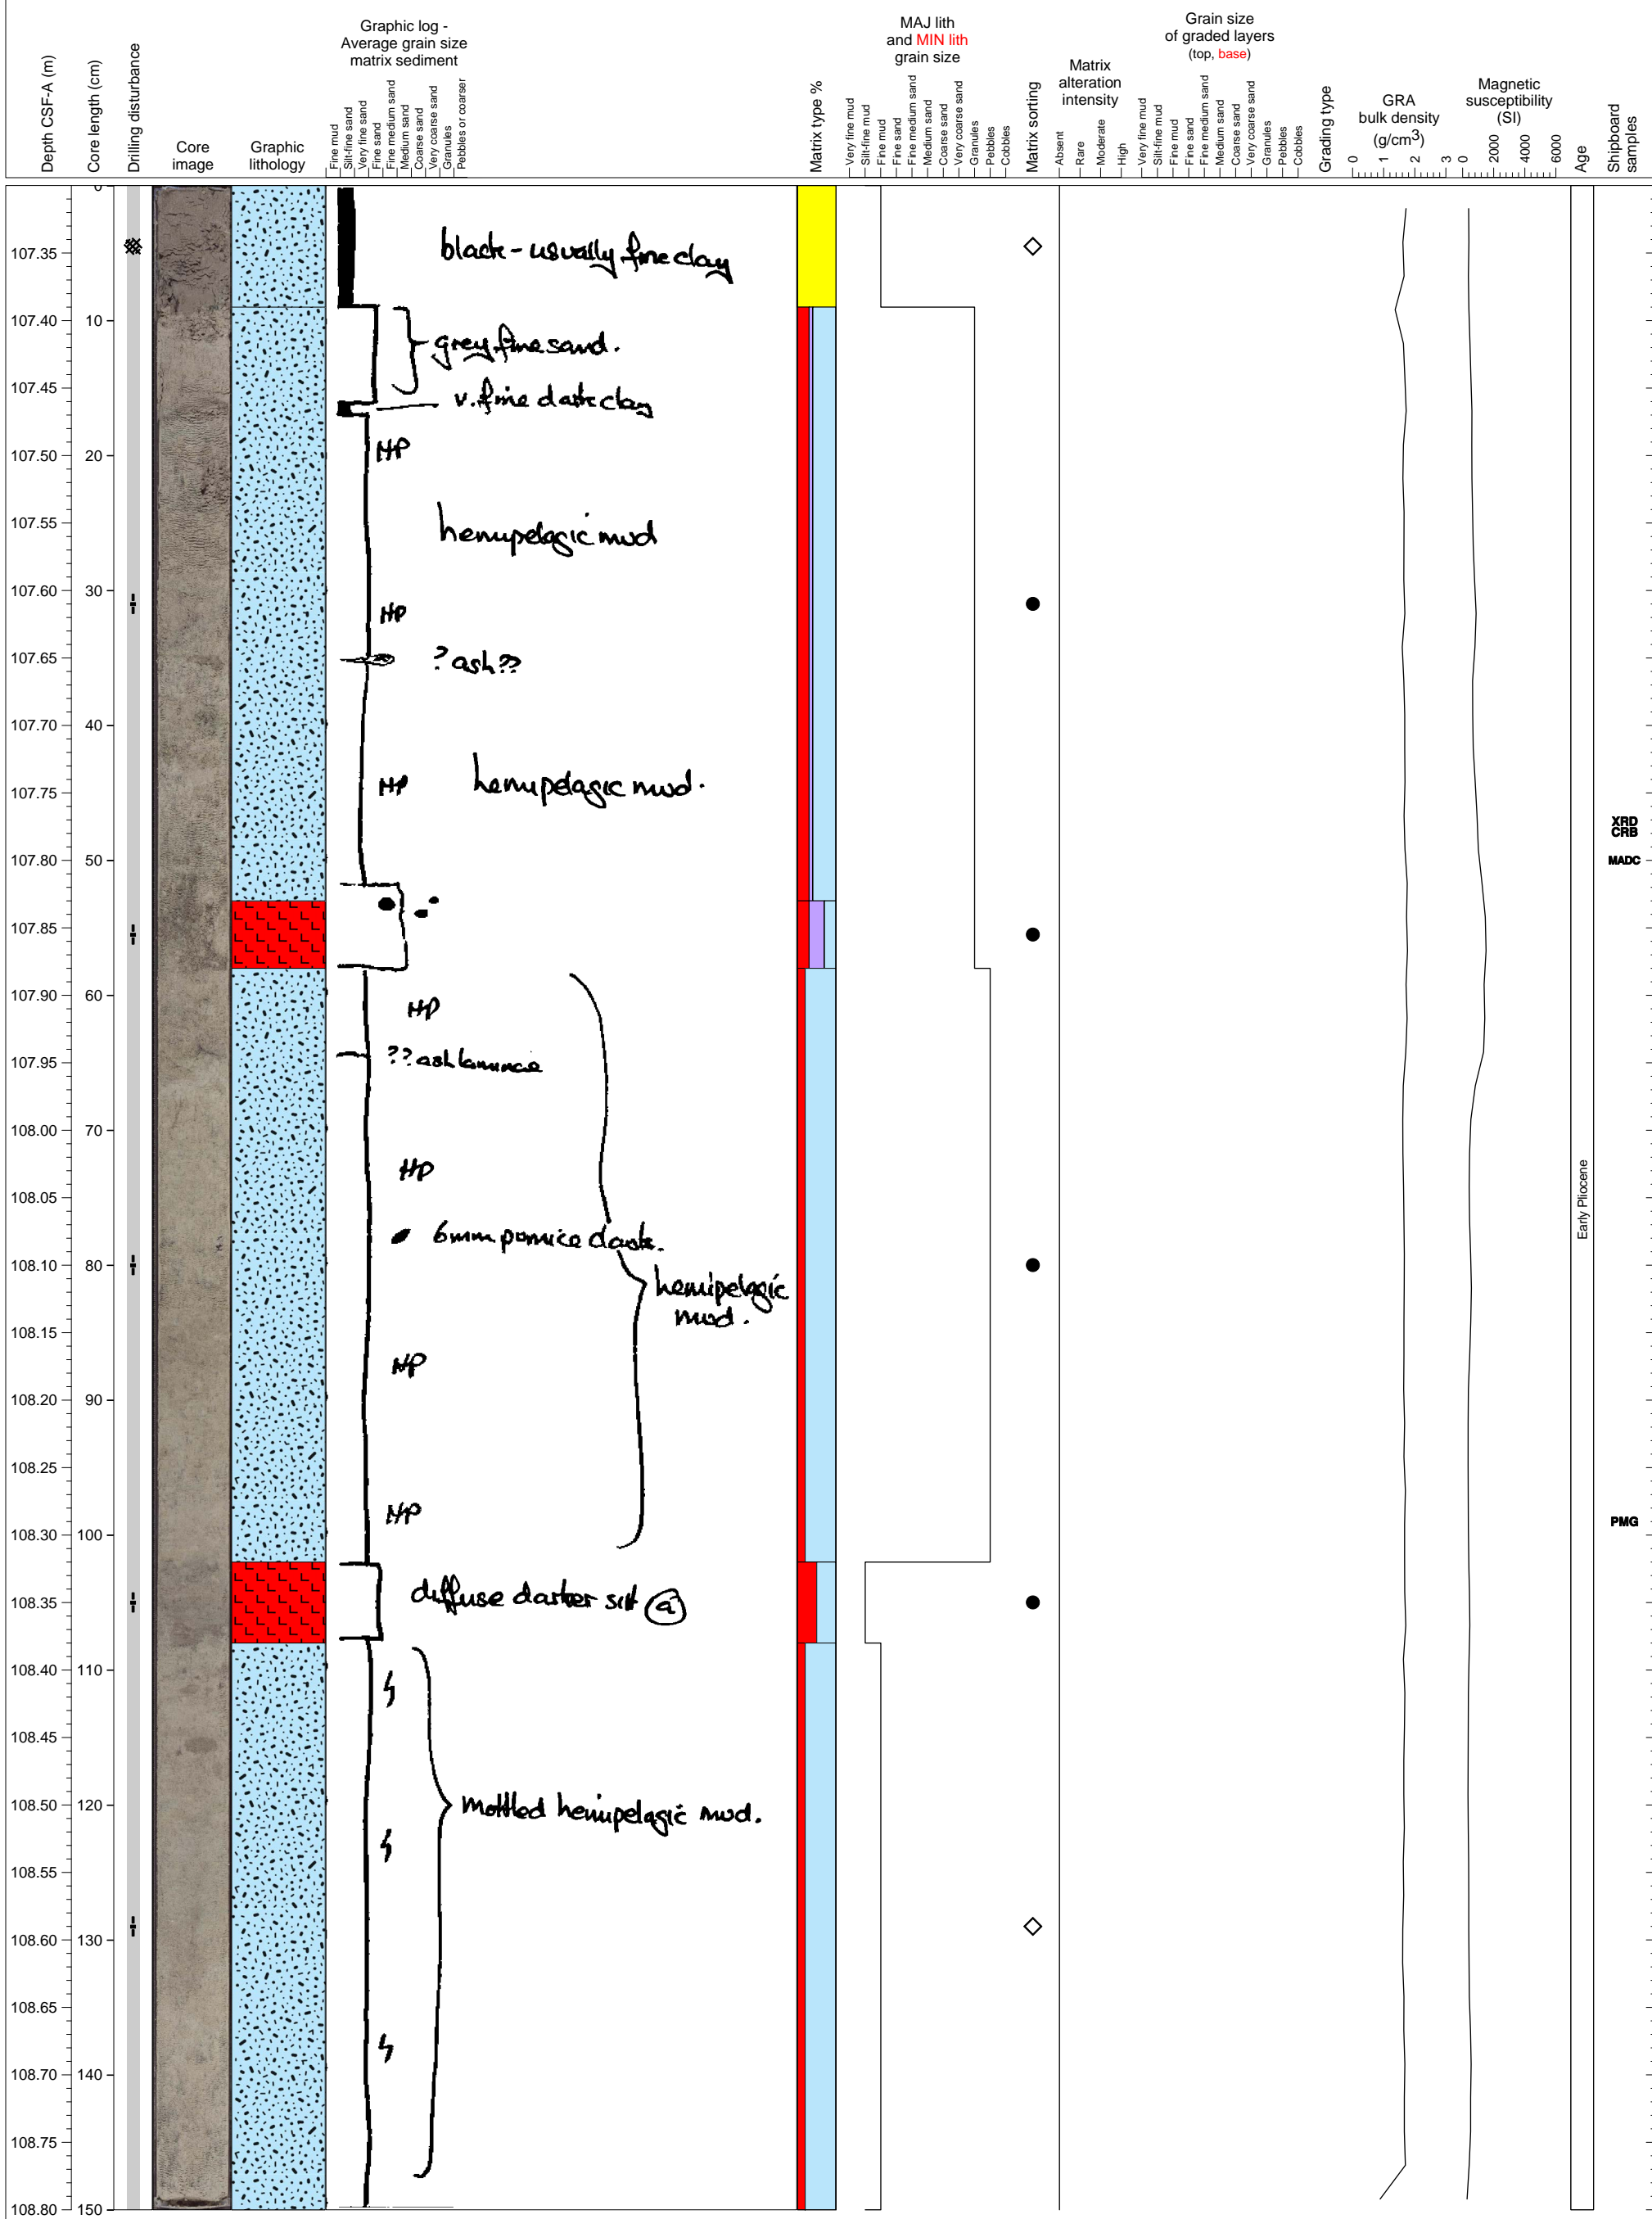 Depth CSF-A (m)
Core length (cm)
Drilling disturbance
Core
image
Graphic
lithology
Graphic log -
Average grain size
matrix sediment
Fine mud
Silt-fine sand
Very fine sand
Fine sand
Fine medium sand
Medium sand
Coarse sand
Very coarse sand
Granules
Pebbles or coarser
Matrix type %
MAJ lith
and MIN lith
grain size
Very fine mud
Silt-fine mud
Fine mud
Fine sand
Fine medium sand
Medium sand
Coarse sand
Very coarse sand
Granules
Pebbles
Cobbles
Matrix sorting
Matrix
alteration
intensity
Absent
Rare
Moderate
High
Grain size
of graded layers
(top, base)
Very fine mud
Silt-fine mud
Fine mud
Fine sand
Fine medium sand
Medium sand
Coarse sand
Very coarse sand
Granules
Pebbles
Cobbles
Grading type
GRA
bulk density
(g/cm3)
0 1 2 3
Magnetic
susceptibility
(SI)
0 2000 4000 6000
Age
Shipboard
samples
0
107.35
107.40 10
107.45
107.50 20
107.55
107.60 30
107.65
107.70 40
107.75
107.80 50
107.85
107.90 60
107.95
108.00 70
108.05
108.10 80
108.15
108.20 90
108.25
108.30 100
108.35
108.40 110
108.45
108.50 120
108.55
108.60 130
108.65
108.70 140
108.75
108.80 150
black - usually fine clay
grey fine sand.
v. fine dark clay
HP
hemipelagic mud
HP
? ash??
HP
hemipelagic mud.
HP
?? ash laminae
HP
6mm pumice clasts.
hemipelagic
mud.
HP
HP
diffuse darker silt a
Mottled hemipelagic mud.
Early Pliocene
XRD
CRB
MADC
PMG